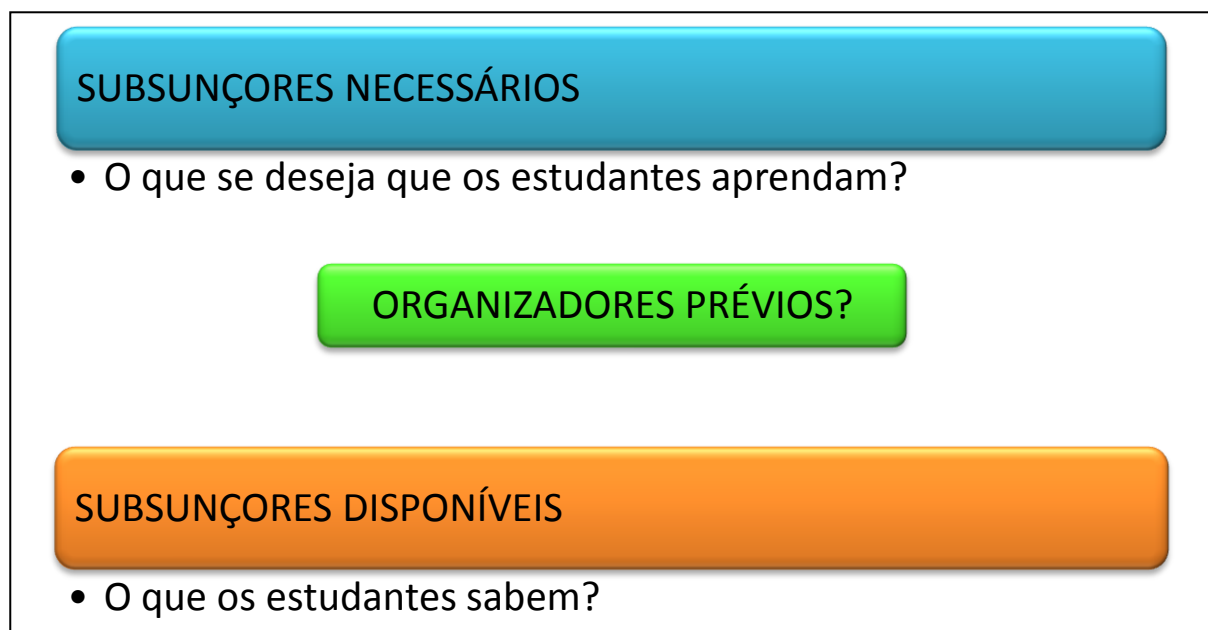 SUBSUNÇORES NECESSÁRIOS
• O que se deseja que os estudantes aprendam?
ORGANIZADORES PRÉVIOS?
SUBSUNÇORES DISPONÍVEIS
• O que os estudantes sabem?